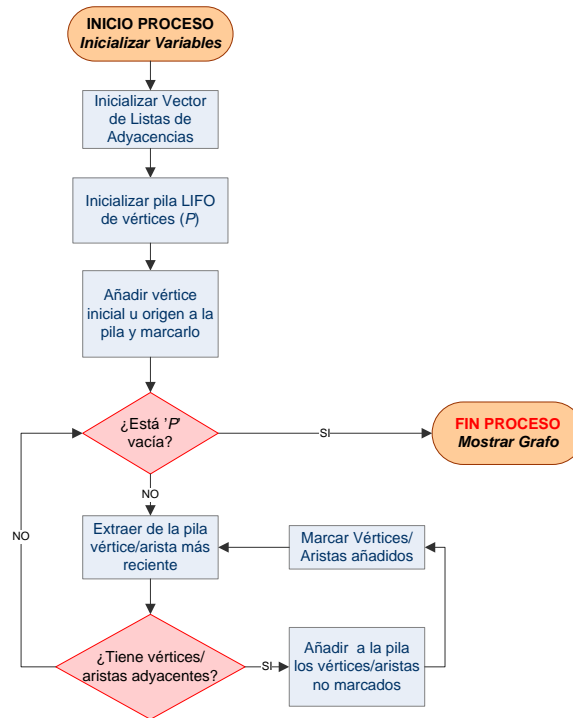 INICIO PROCESO
Inicializar Variables
Inicializar Vector
de Listas de
Adyacencias
Inicializar pila LIFO
de vértices (P)
Añadir vértice
inicial u origen a la
pila y marcarlo
¿Está 'P'
vacía?
SI
FIN PROCESO
Mostrar Grafo
NO
Extraer de la pila
vértice/arista más
reciente
Marcar Vértices/
Aristas añadidos
NO
¿Tiene vértices/
aristas adyacentes?
SI
Añadir a la pila
los vértices/aristas
no marcados